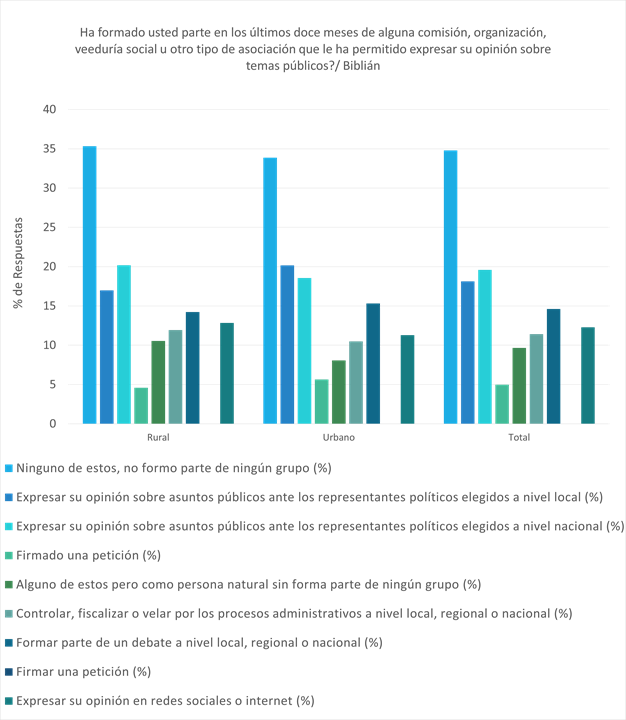 Ha formado usted parte en los últimos doce meses de alguna comisión, organización,
veeduría social u otro tipo de asociación que le ha permitido expresar su opinión sobre
temas públicos?/ Biblián
40
35
30
25
20
15
10
5
0
% de Respuestas
Rural Urbano Total
Ninguno de estos, no formo parte de ningún grupo (%)
Expresar su opinión sobre asuntos públicos ante los representantes políticos elegidos a nivel local (%)
Expresar su opinión sobre asuntos públicos ante los representantes políticos elegidos a nivel nacional (%)
Firmado una petición (%)
Alguno de estos pero como persona natural sin forma parte de ningún grupo (%)
Controlar, fiscalizar o velar por los procesos administrativos a nivel local, regional o nacional (%)
Formar parte de un debate a nivel local, regional o nacional (%)
Firmar una petición (%)
Expresar su opinión en redes sociales o internet (%)